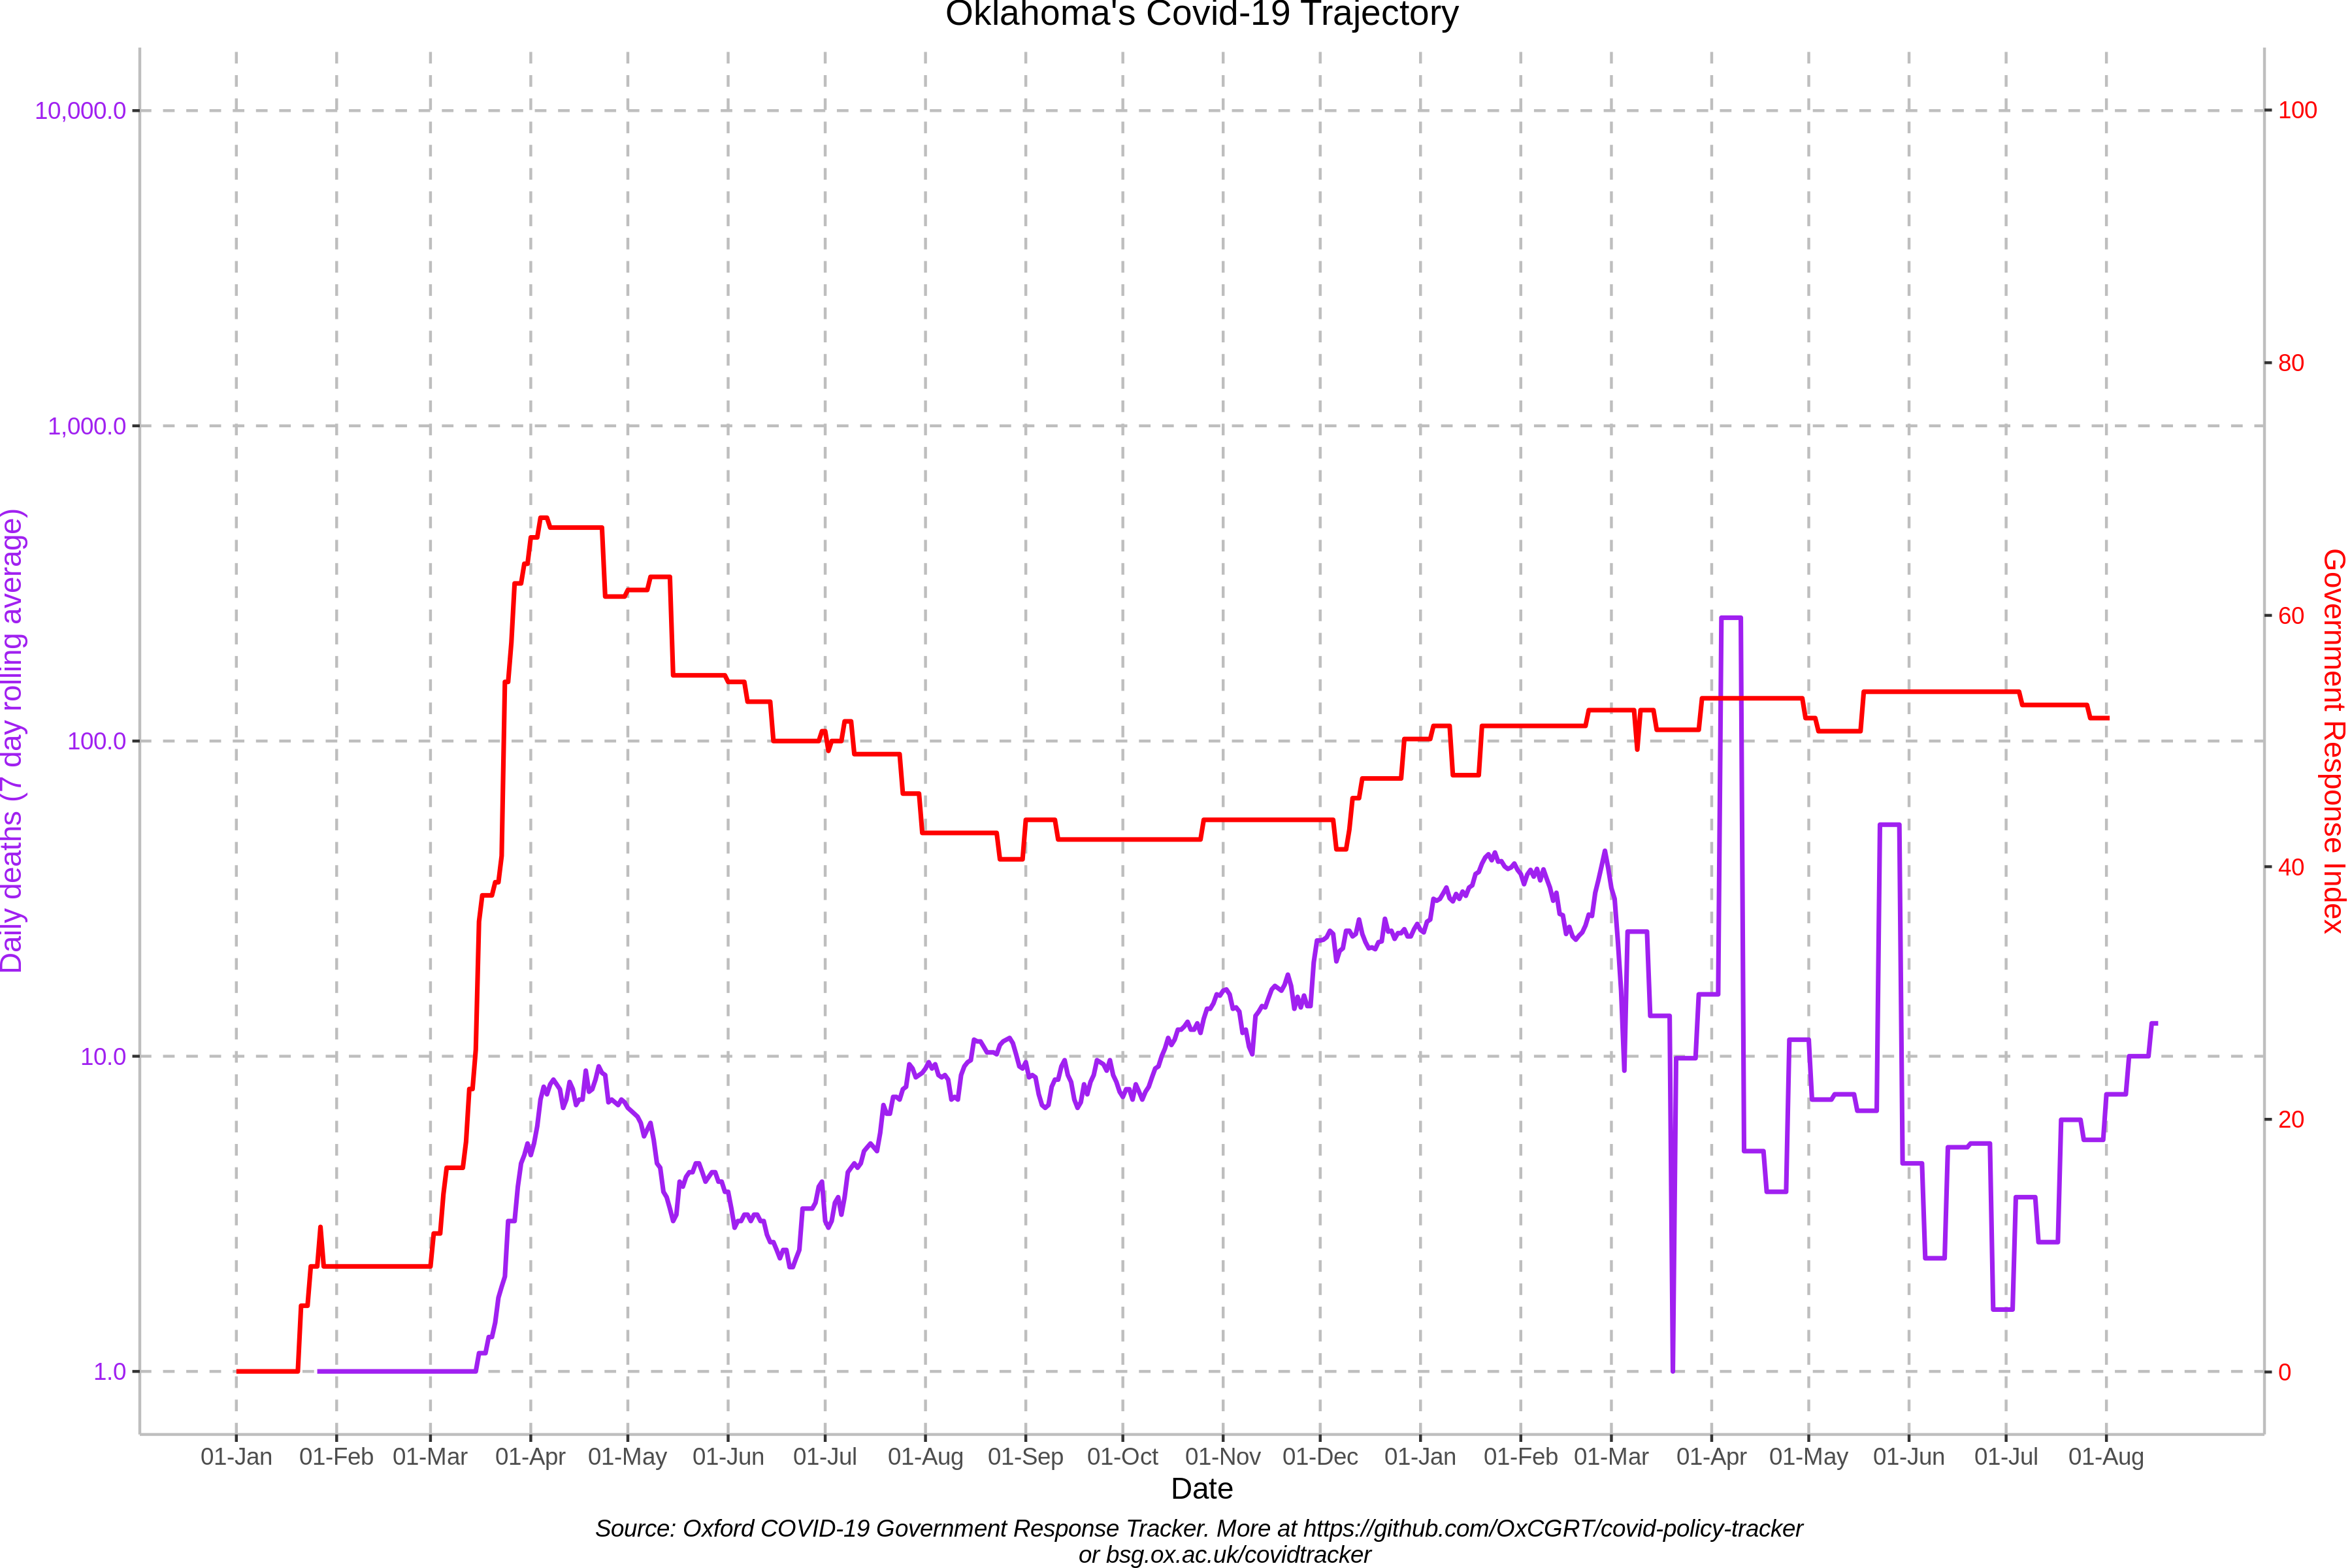 Oklahoma's Covid-19 Trajectory
10,000.0
1,000.0
100.0
10.0
1.0
Daily deaths (7 day rolling average)
100
80
60
40
20
0
Government Response Index
01-Jan 01-Feb 01-Mar 01-Apr 01-May 01-Jun 01-Jul 01-Aug 01-Sep 01-Oct 01-Nov 01-Dec 01-Jan 01-Feb 01-Mar 01-Apr 01-May 01-Jun 01-Jul 01-Aug
Date
Source: Oxford COVID-19 Government Response Tracker. More at https://github.com/OxCGRT/covid-policy-tracker
or bsg.ox.ac.uk/covidtracker